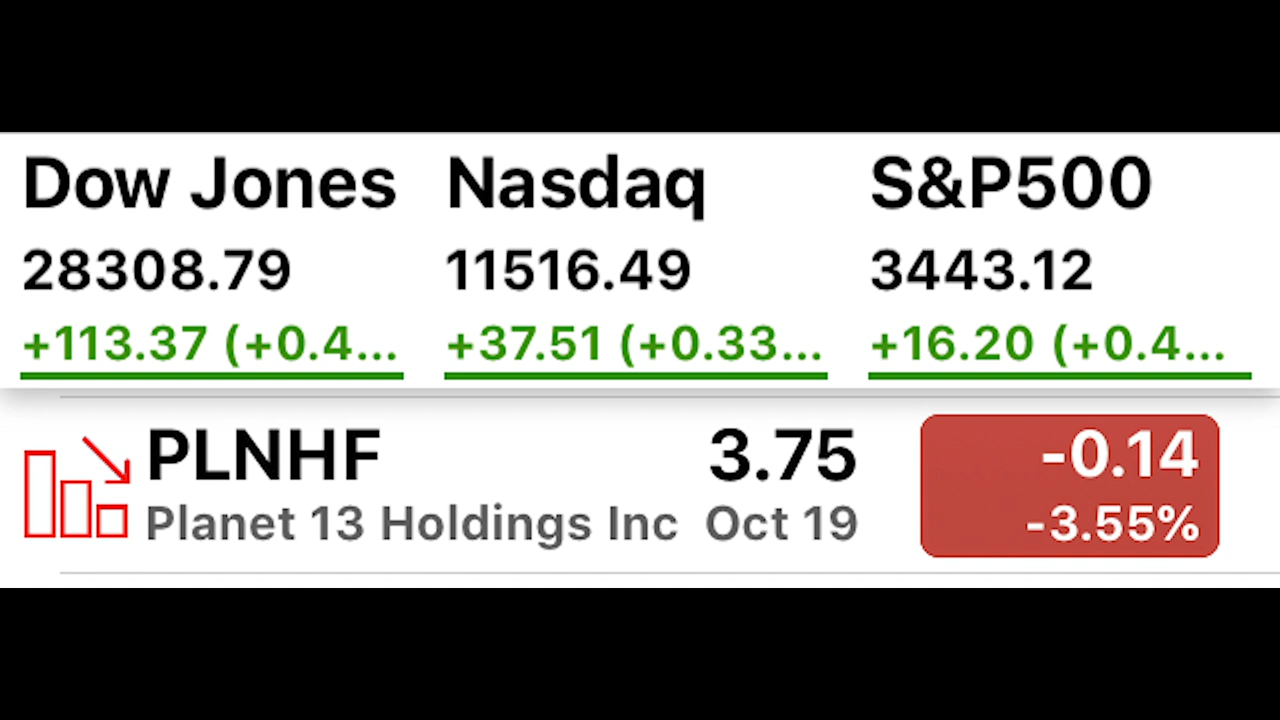 Dow Jones Nasdaq S&P500
28308.79 11516.49 3443.12
+113.37 (+0.4... +37.51 (+0.33... +16.20 (+0.4...
PLNHF 3.75 -0.14
Planet 13 Holdings Inc Oct 19 -3.55%